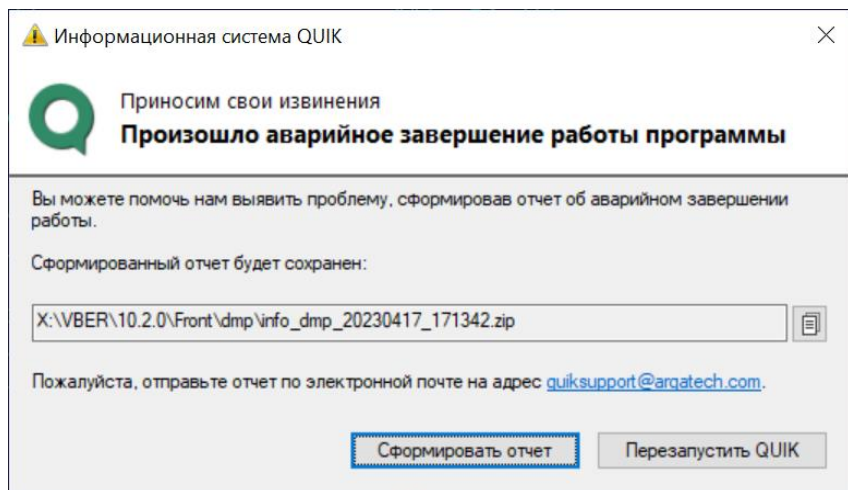 Информационная система QUIK
Приносим свои извинения
Произошло аварийное завершение работы программы
Вы можете помочь нам выявить проблему, сформировав отчет об аварийном завершении
работы.
Сформированный отчет будет сохранен:
X:\VBER\10.2.0\Front\dmp\info_dmp_20230417_171342.zip
Пожалуйста, отправьте отчет по электронной почте на адрес quiksupport@arqatech.com.
Сформировать отчет Перезапустить QUIK